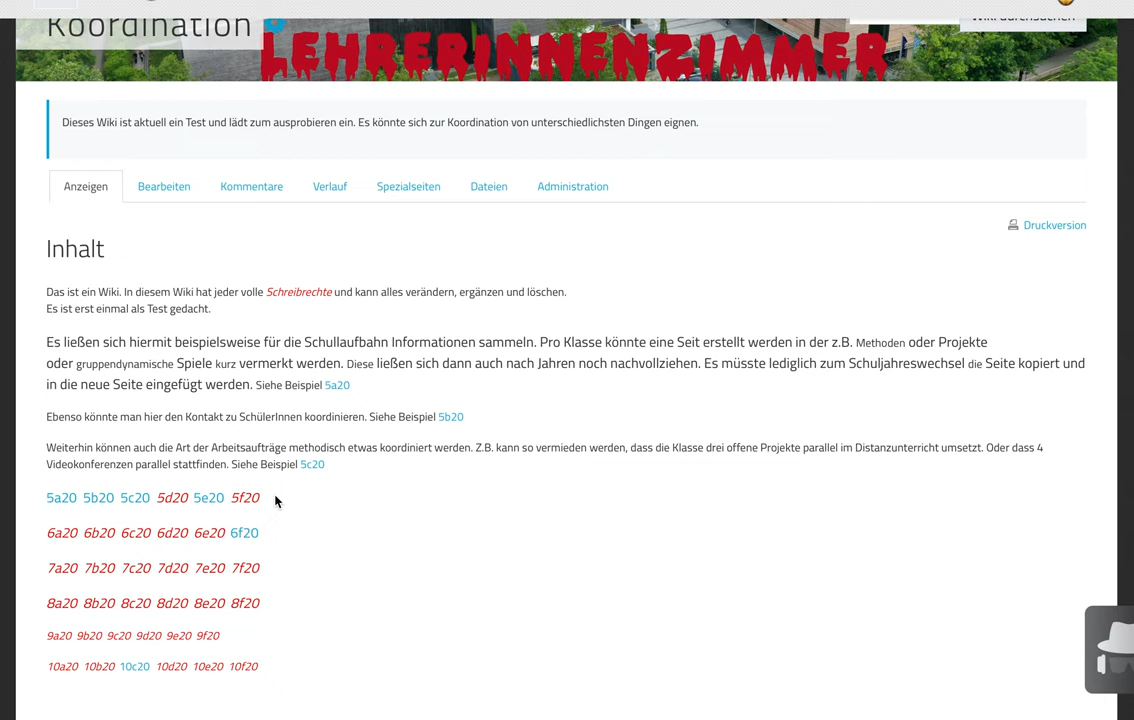 Koordination
Wiki durchsuchen
LEHRERINNENZIMMER
Dieses Wiki ist aktuell ein Test und lädt zum ausprobieren ein. Es könnte sich zur Koordination von unterschiedlichsten Dingen eignen.
Anzeigen Bearbeiten Kommentare Verlauf Spezialseiten Dateien Administration
Druckversion
Inhalt
Das ist ein Wiki. In diesem Wiki hat jeder volle Schreibrechte und kann alles verändern, ergänzen und löschen.
Es ist erst einmal als Test gedacht.
Es ließen sich hiermit beispielsweise für die Schullaufbahn Informationen sammeln. Pro Klasse könnte eine Seit erstellt werden in der z.B. Methoden oder Projekte
oder gruppendynamische Spiele kurz vermerkt werden. Diese ließen sich dann auch nach Jahren noch nachvollziehen. Es müsste lediglich zum Schuljahreswechsel die Seite kopiert und
in die neue Seite eingefügt werden. Siehe Beispiel 5a20
Ebenso könnte man hier den Kontakt zu SchülerInnen koordinieren. Siehe Beispiel 5b20
Weiterhin können auch die Art der Arbeitsaufträge methodisch etwas koordiniert werden. Z.B. kann so vermieden werden, dass die Klasse drei offene Projekte parallel im Distanzunterricht umsetzt. Oder dass 4
Videokonferenzen parallel stattfinden. Siehe Beispiel 5c20
5a20 5b20 5c20 5d20 5e20 5f20
6a20 6b20 6c20 6d20 6e20 6f20
7a20 7b20 7c20 7d20 7e20 7f20
8a20 8b20 8c20 8d20 8e20 8f20
9a20 9b20 9c20 9d20 9e20 9f20
10a20 10b20 10c20 10d20 10e20 10f20